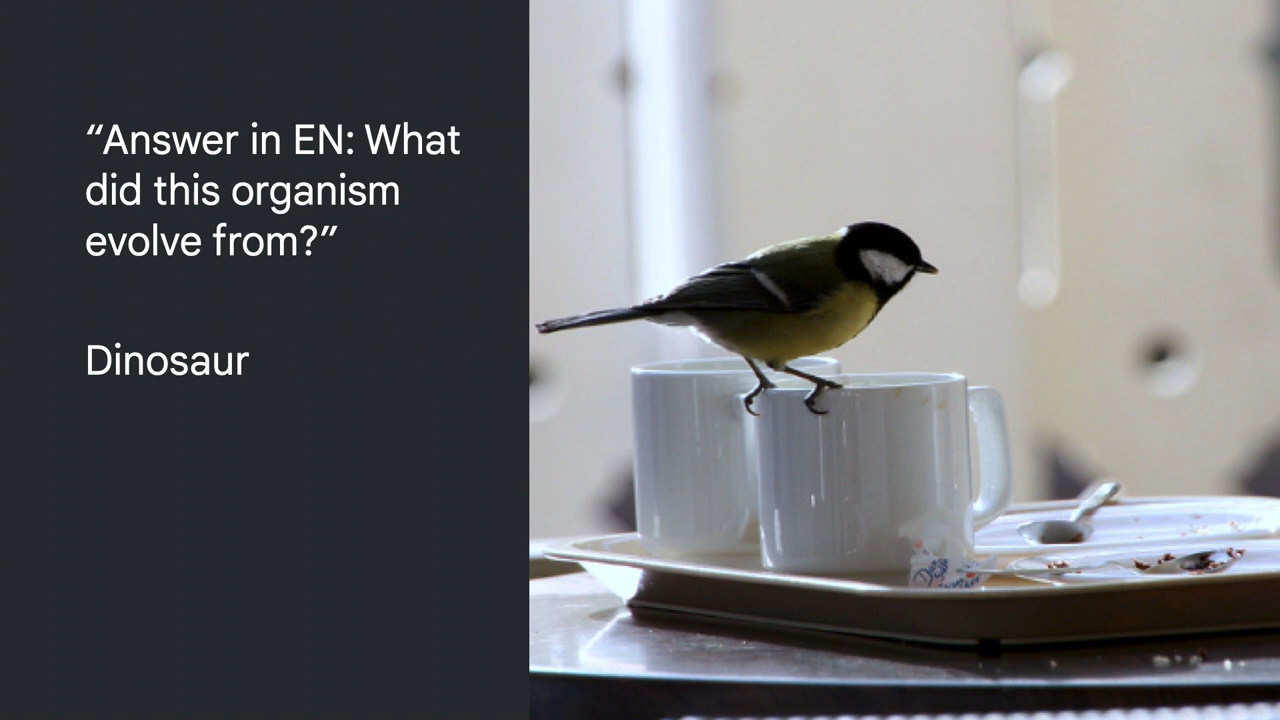 “Answer in EN: What
did this organism
evolve from?”
Dinosaur